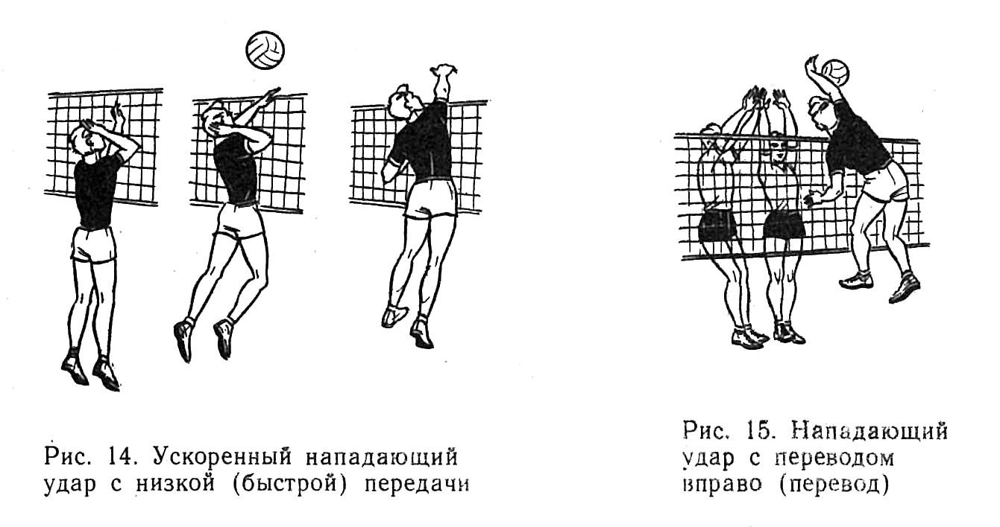 Рис. 14. Ускоренный нападающий
удар с низкой (быстрой) передачи
Рис. 15. Нападающий
удар с переводом
вправо (перевод)